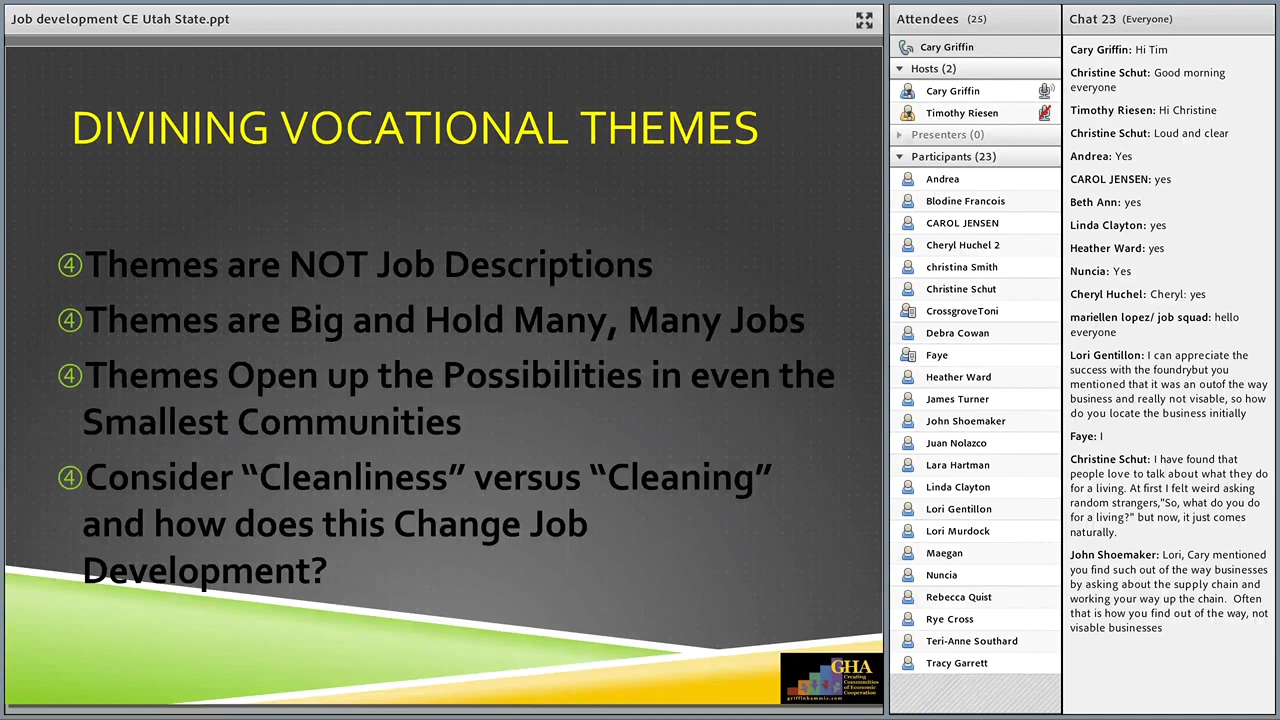 Job development CE Utah State.ppt
DIVINING VOCATIONAL THEMES
④Themes are NOT Job Descriptions
④Themes are Big and Hold Many, Many Jobs
④Themes Open up the Possibilities in even the
Smallest Communities
④Consider “Cleanliness” versus “Cleaning”
and how does this Change Job
Development?
GHA
Creating
Communities
of Economic
Cooperation
griffinhammis.com
Attendees (25)
Cary Griffin
Hosts (2)
Cary Griffin
Timothy Riesen
Presenters (0)
Participants (23)
Andrea
Blodine Francois
CAROL JENSEN
Cheryl Huchel 2
christina Smith
Christine Schut
CrossgroveToni
Debra Cowan
Faye
Heather Ward
James Turner
John Shoemaker
Juan Nolazco
Lara Hartman
Linda Clayton
Lori Gentillon
Lori Murdock
Maegan
Nuncia
Rebecca Quist
Rye Cross
Teri-Anne Southard
Tracy Garrett
Chat 23 (Everyone)
Cary Griffin: Hi Tim
Christine Schut: Good morning
everyone
Timothy Riesen: Hi Christine
Christine Schut: Loud and clear
Andrea: Yes
CAROL JENSEN: yes
Beth Ann: yes
Linda Clayton: yes
Heather Ward: yes
Nuncia: Yes
Cheryl Huchel: Cheryl: yes
mariellen lopez/ job squad: hello
everyone
Lori Gentillon: I can appreciate the
success with the foundrybut you
mentioned that it was an outof the way
business and really not visable, so how
do you locate the business initially
Faye: I
Christine Schut: I have found that
people love to talk about what they do
for a living. At first I felt weird asking
random strangers,"So, what do you do
for a living?" but now, it just comes
naturally.
John Shoemaker: Lori, Cary mentioned
you find such out of the way businesses
by asking about the supply chain and
working your way up the chain. Often
that is how you find out of the way, not
visable businesses